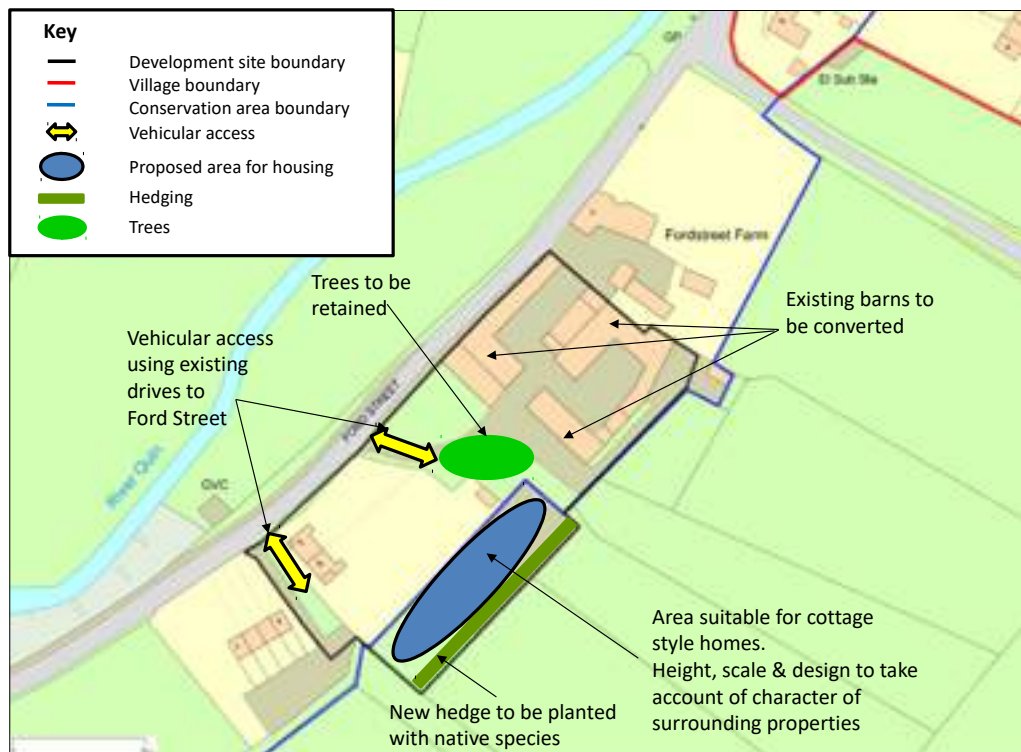 Key
Development site boundary
Village boundary
Conservation area boundary
Vehicular access
Proposed area for housing
Hedging
Trees
GP
El Sub Sta
Fordstreet Farm
Trees to be
retained
Existing barns to
be converted
Vehicular access
using existing
drives to
Ford Street
FORD STREET
River Quin
GVC
Area suitable for cottage
style homes.
Height, scale & design to take
account of character of
surrounding properties
New hedge to be planted
with native species